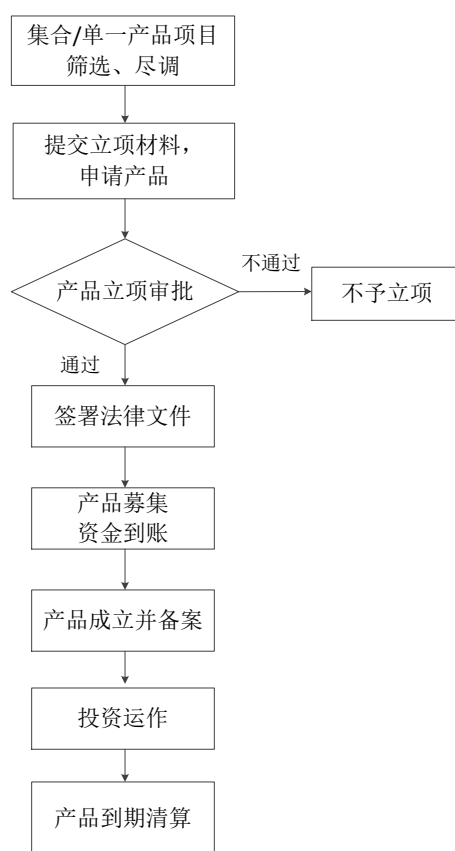 集合/单一产品项目
筛选、尽调
提交立项材料，
申请产品
产品立项审批
不通过
不予立项
通过
签署法律文件
产品募集
资金到账
产品成立并备案
投资运作
产品到期清算